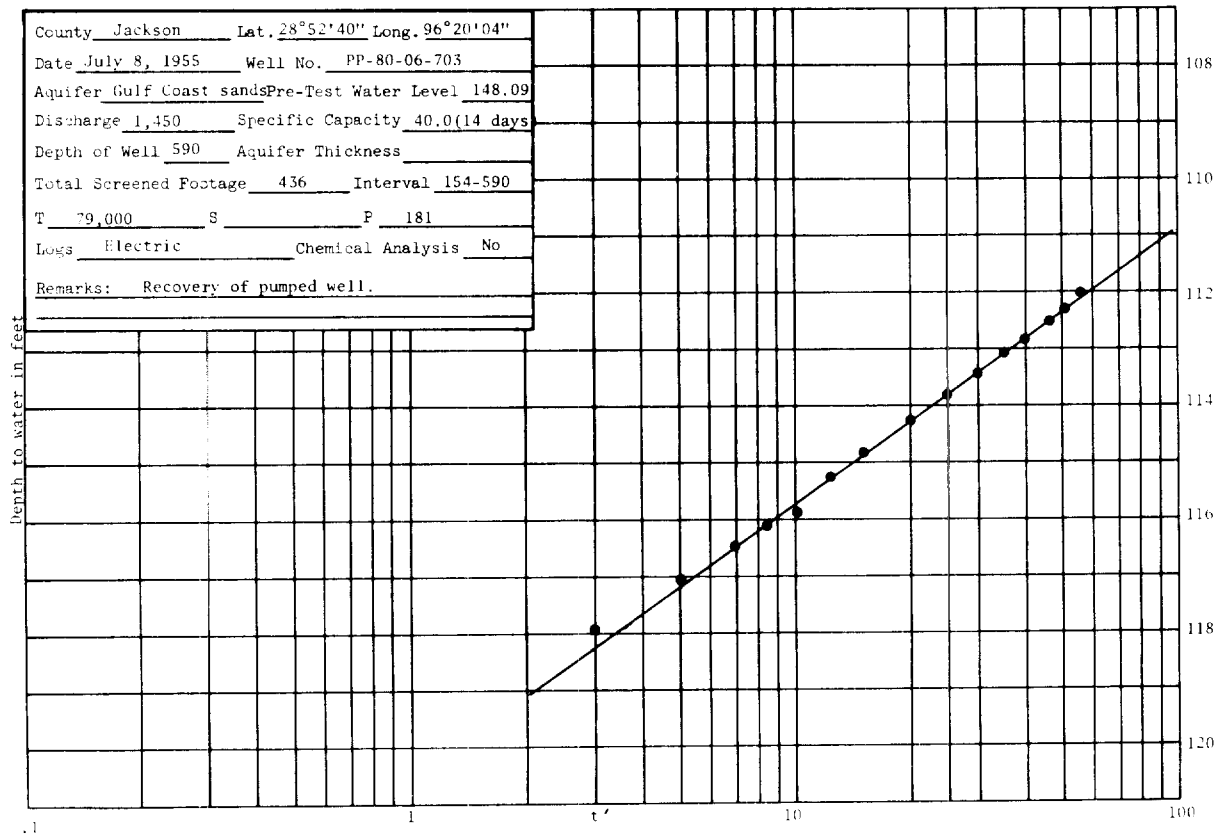 County Jackson Lat. 28°52'40" Long. 96°20'04"
Date July 8, 1955 Well No. PP-80-06-703
Aquifer Gulf Coast sands Pre-Test Water Level 148.09
Discharge 1,450 Specific Capacity 40.0(14 days
Depth of Well 590 Aquifer Thickness
Total Screened Footage 436 Interval 154-590
T 79,000 S P 181
Logs Electric Chemical Analysis No
Remarks: Recovery of pumped well.
Depth to water in feet
108
110
112
114
116
118
120
.1 1 t' 10 100